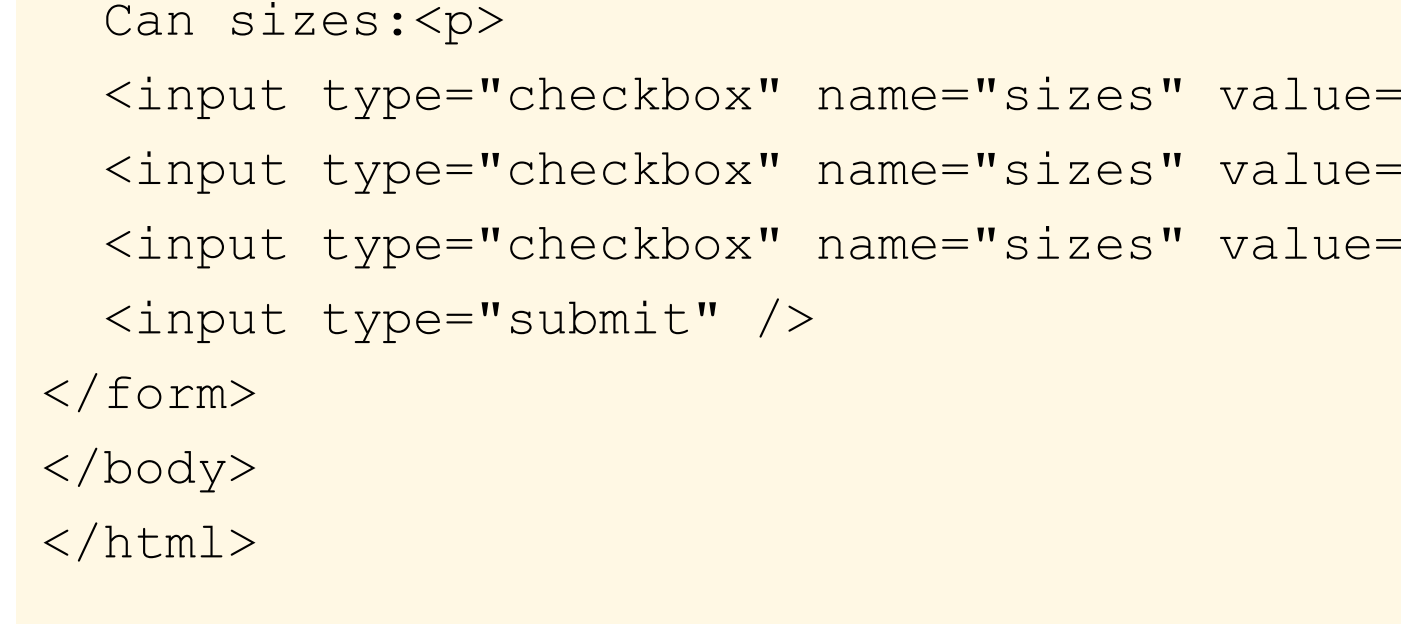 Can sizes:<p>
<input type="checkbox" name="sizes" value=
<input type="checkbox" name="sizes" value=
<input type="checkbox" name="sizes" value=
<input type="submit" />
</form>
</body>
</html>